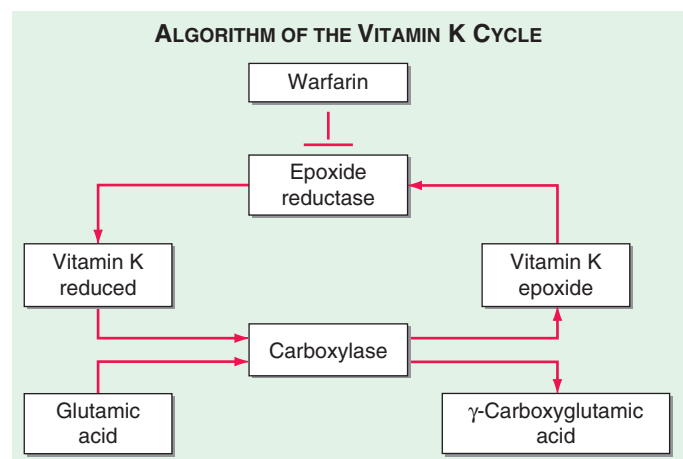 ALGORITHM OF THE VITAMIN K CYCLE
Warfarin
Epoxide
reductase
Vitamin K
reduced
Vitamin K
epoxide
Carboxylase
Glutamic
acid
γ-Carboxyglutamic
acid